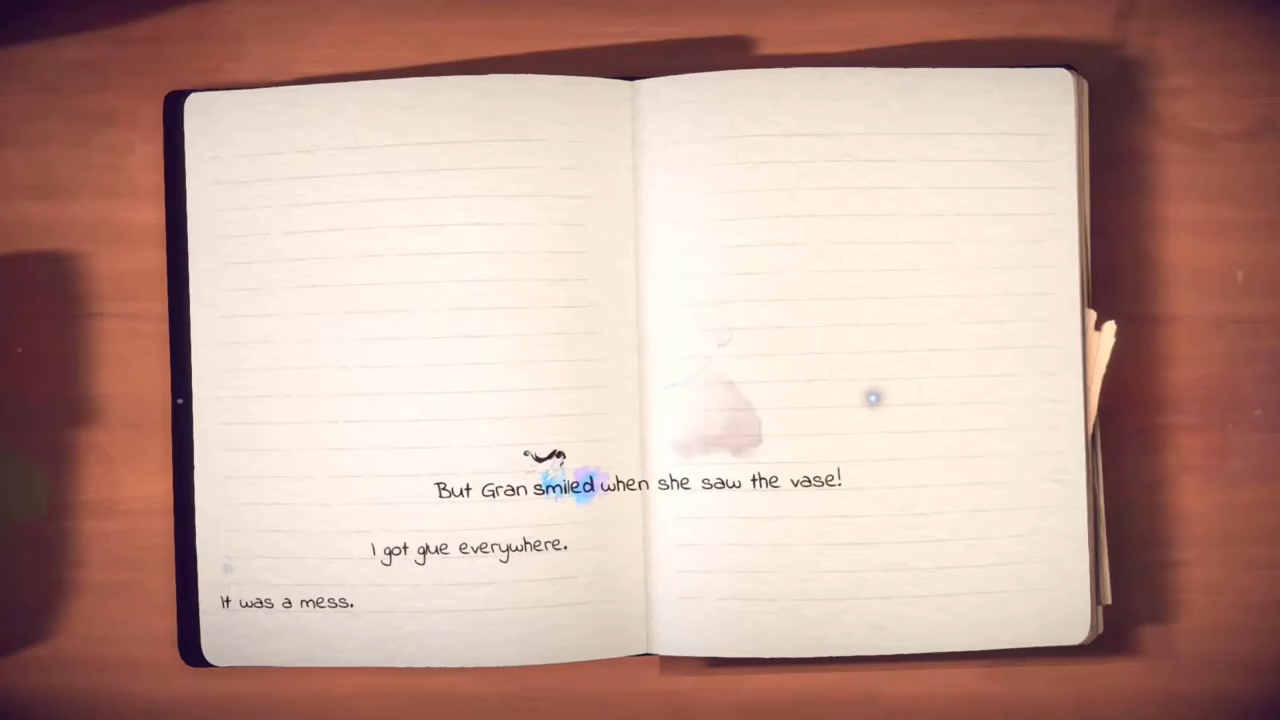 But Gran smiled when she saw the vase!
I got glue everywhere.
It was a mess.